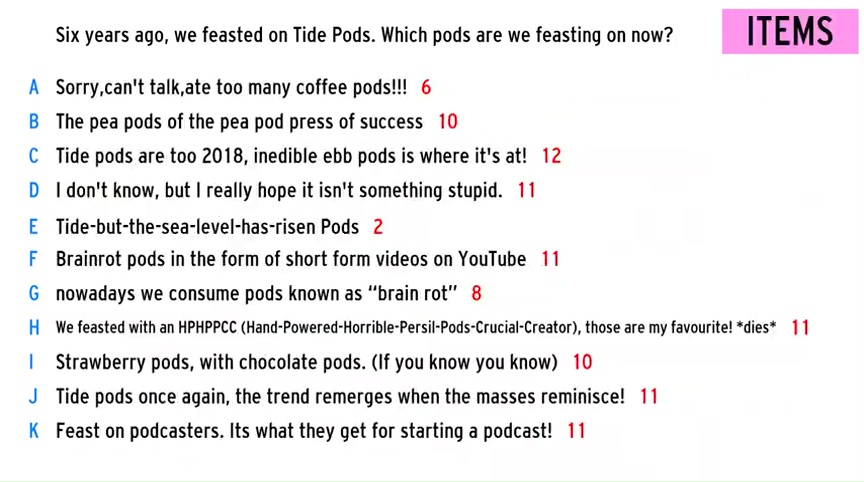 Six years ago, we feasted on Tide Pods. Which pods are we feasting on now?
ITEMS
A Sorry,can't talk,ate too many coffee pods!!! 6
B The pea pods of the pea pod press of success 10
C Tide pods are too 2018, inedible ebb pods is where it's at! 12
D I don't know, but I really hope it isn't something stupid. 11
E Tide-but-the-sea-level-has-risen Pods 2
F Brainrot pods in the form of short form videos on YouTube 11
G nowadays we consume pods known as “brain rot” 8
H We feasted with an HPHPPCC (Hand-Powered-Horrible-Persil-Pods-Crucial-Creator), those are my favourite! *dies* 11
I Strawberry pods, with chocolate pods. (If you know you know) 10
J Tide pods once again, the trend remerges when the masses reminisce! 11
K Feast on podcasters. Its what they get for starting a podcast! 11